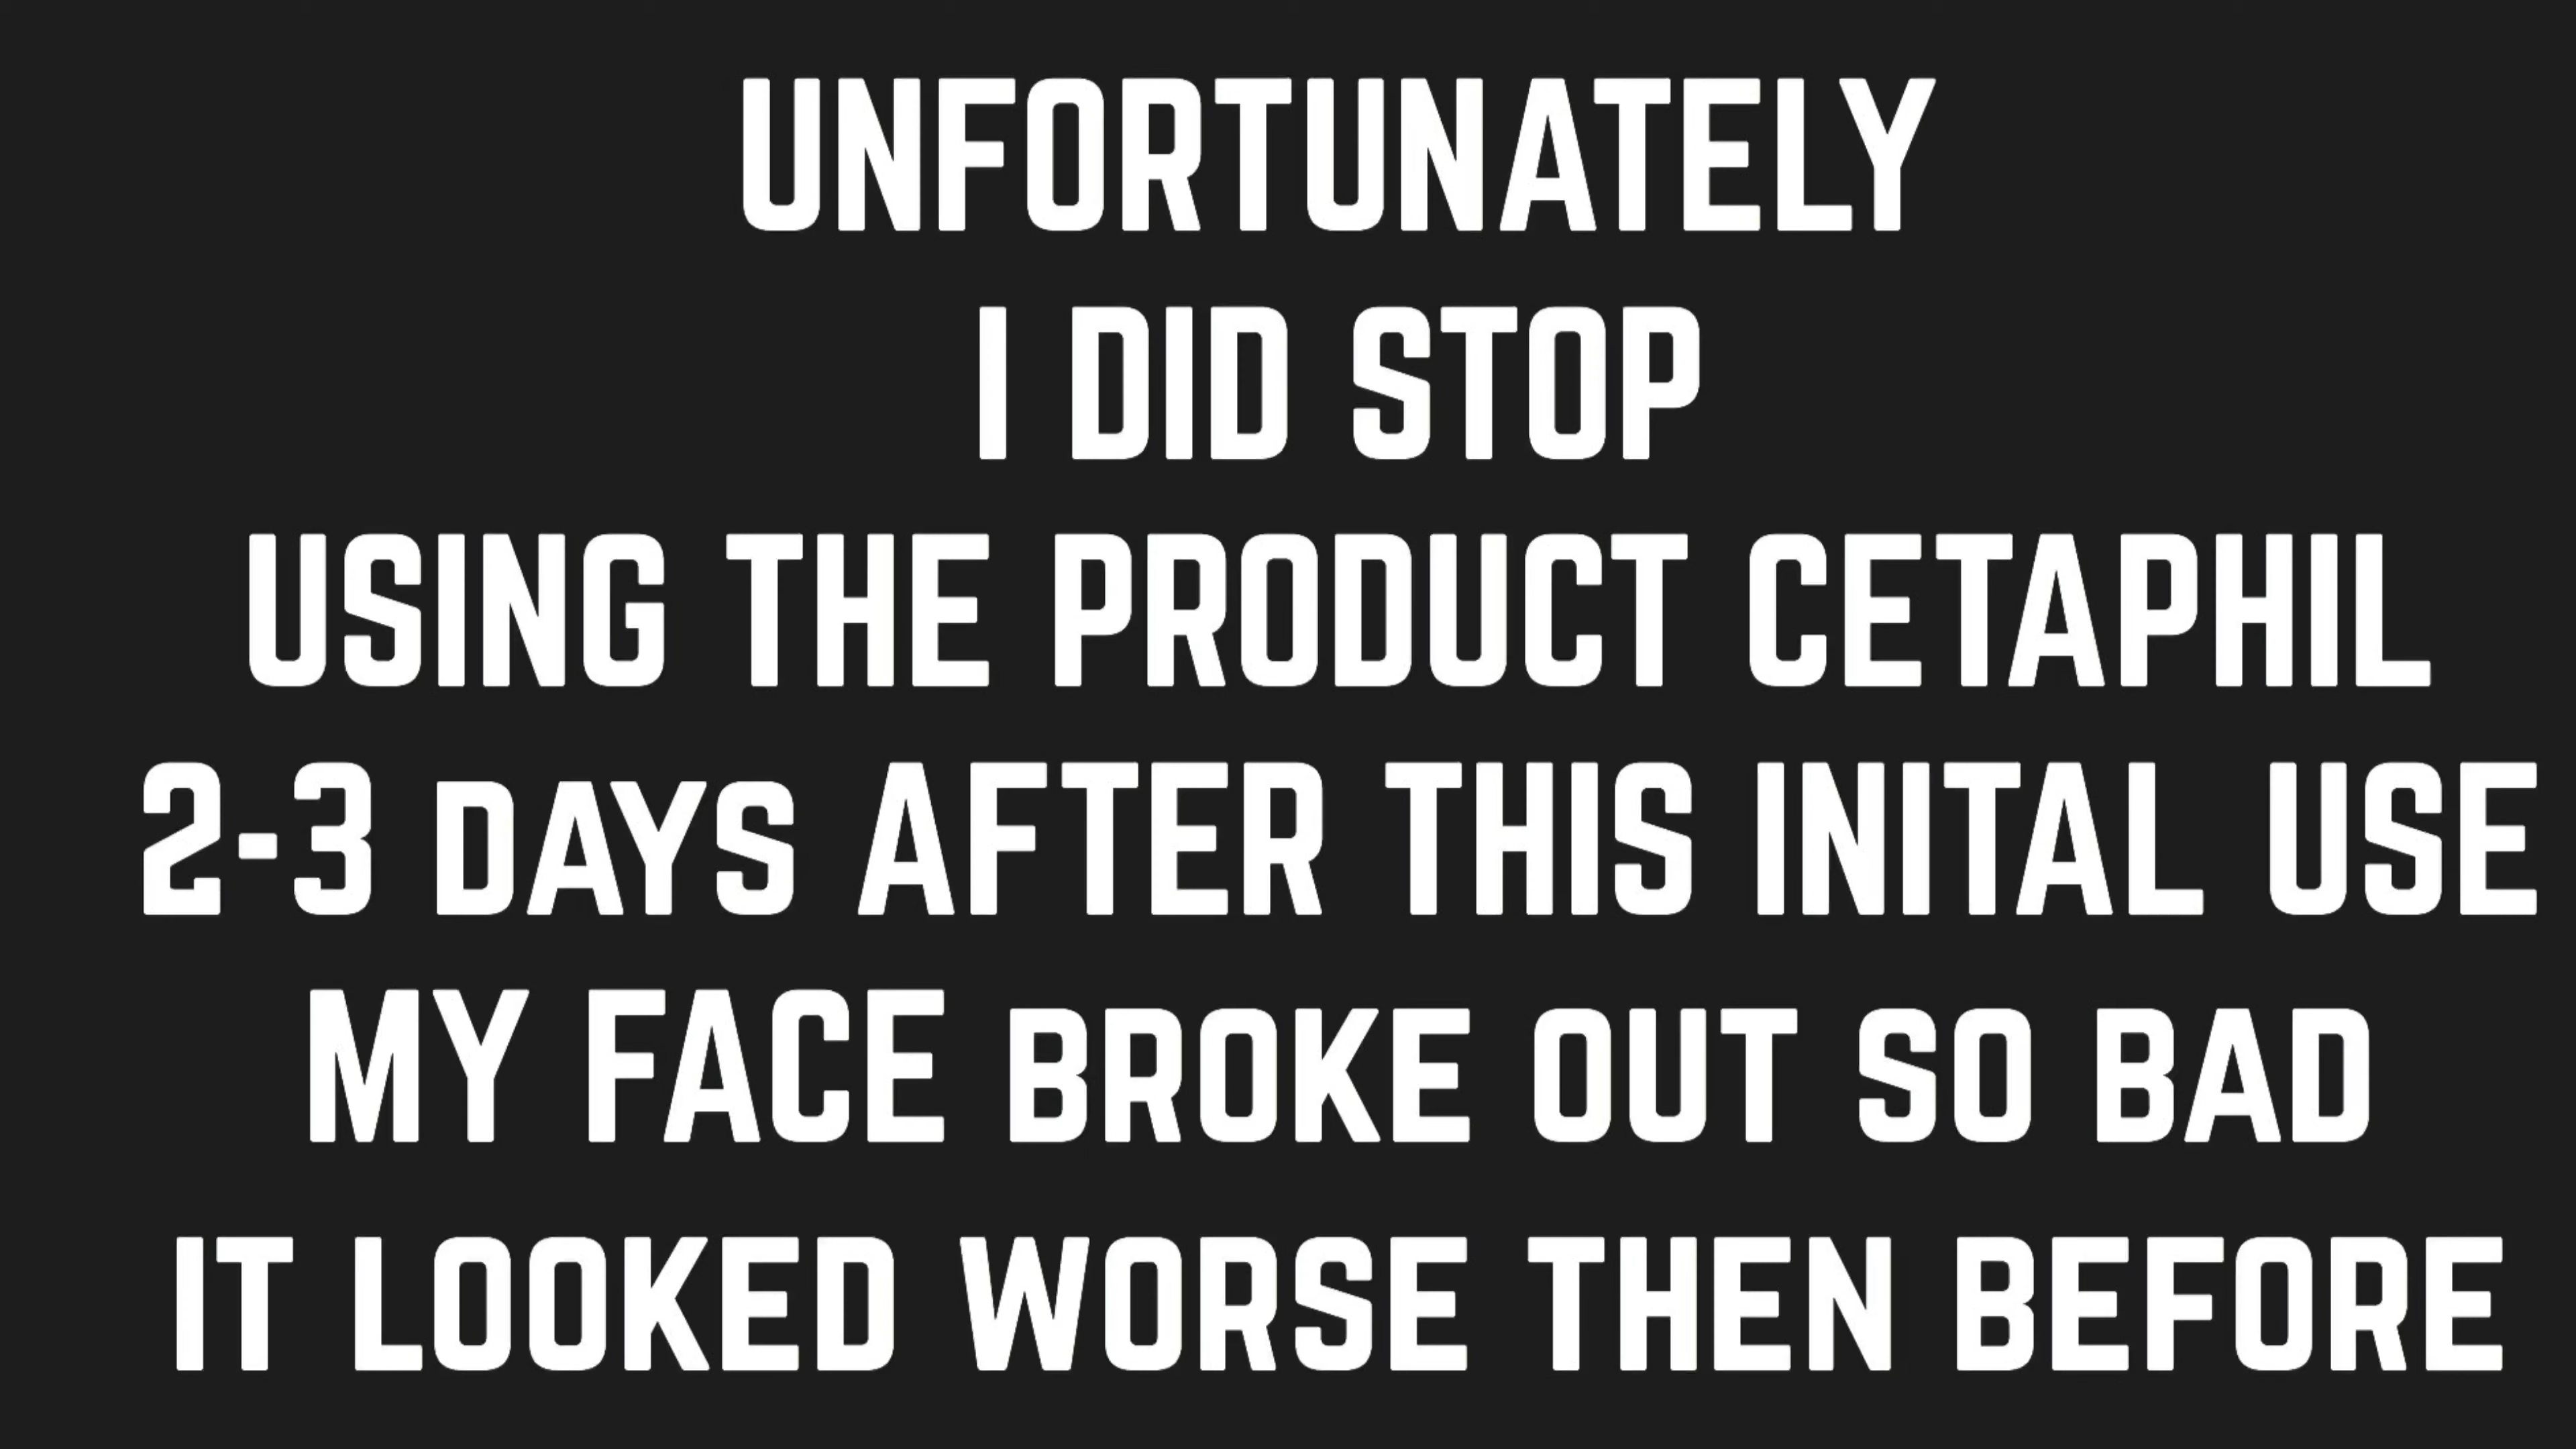 UNFORTUNATELY
I DID STOP
USING THE PRODUCT CETAPHIL
2-3 DAYS AFTER THIS INITAL USE
MY FACE BROKE OUT SO BAD
IT LOOKED WORSE THEN BEFORE